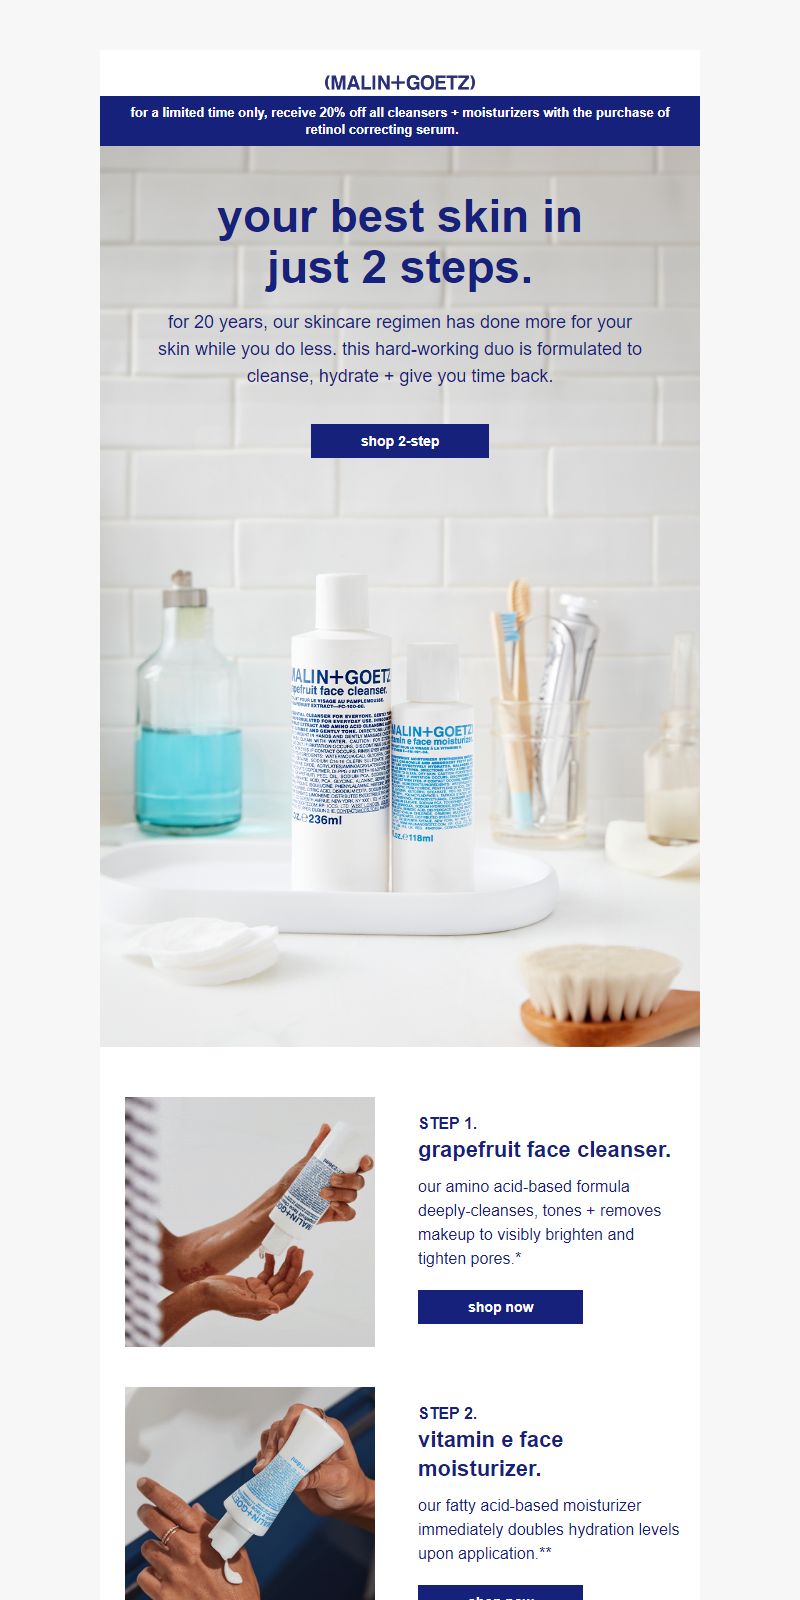 (MALIN+GOETZ)
for a limited time only, receive 20% off all cleansers + moisturizers with the purchase of
retinol correcting serum.
your best skin in
just 2 steps.
for 20 years, our skincare regimen has done more for your
skin while you do less. this hard-working duo is formulated to
cleanse, hydrate + give you time back.
shop 2-step
MALIN+GOETZ
grapefruit face cleanser.
236ml
MALIN+GOETZ
vitamin e face moisturizer.
118ml
STEP 1.
grapefruit face cleanser.
our amino acid-based formula
deeply-cleanses, tones + removes
makeup to visibly brighten and
tighten pores.*
shop now
STEP 2.
vitamin e face
moisturizer.
our fatty acid-based moisturizer
immediately doubles hydration levels
upon application.**
shop now